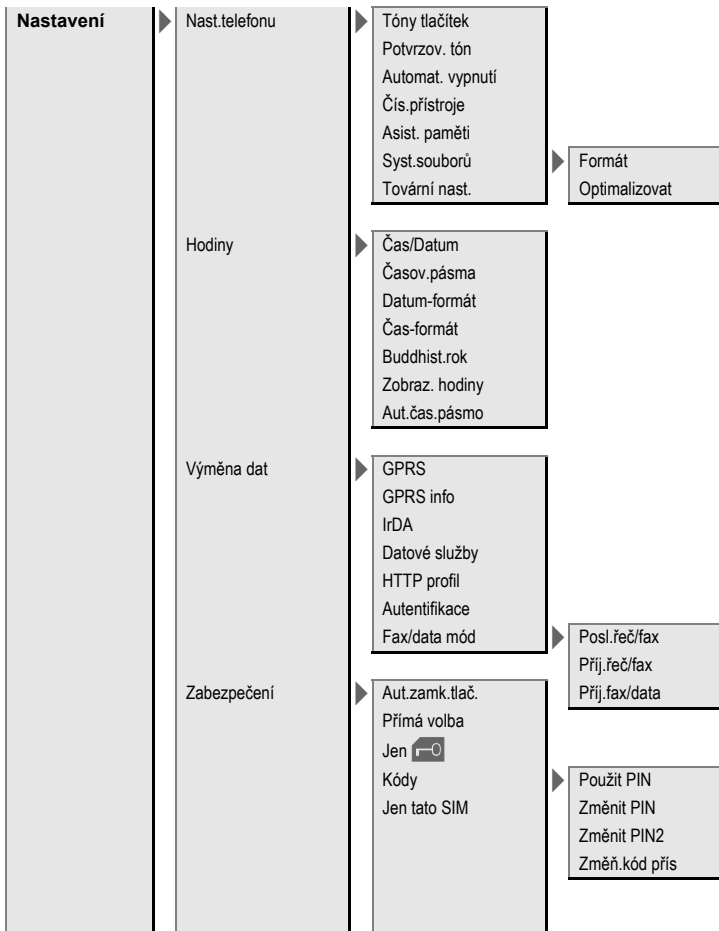 Nastavení
Nast.telefonu
Tóny tlačítek
Potvrzov. tón
Automat. vypnutí
Čís.přístroje
Asist. paměti
Syst.souborů
Formát
Optimalizovat
Tovární nast.
Hodiny
Čas/Datum
Časov.pásma
Datum-formát
Čas-formát
Buddhist.rok
Zobraz. hodiny
Aut.čas.pásmo
Výměna dat
GPRS
GPRS info
IrDA
Datové služby
HTTP profil
Autentifikace
Fax/data mód
Posl.řeč/fax
Příj.řeč/fax
Příj.fax/data
Zabezpečení
Aut.zamk.tlač.
Přímá volba
Jen
Kódy
Použit PIN
Změnit PIN
Změnit PIN2
Změň.kód přís
Jen tato SIM